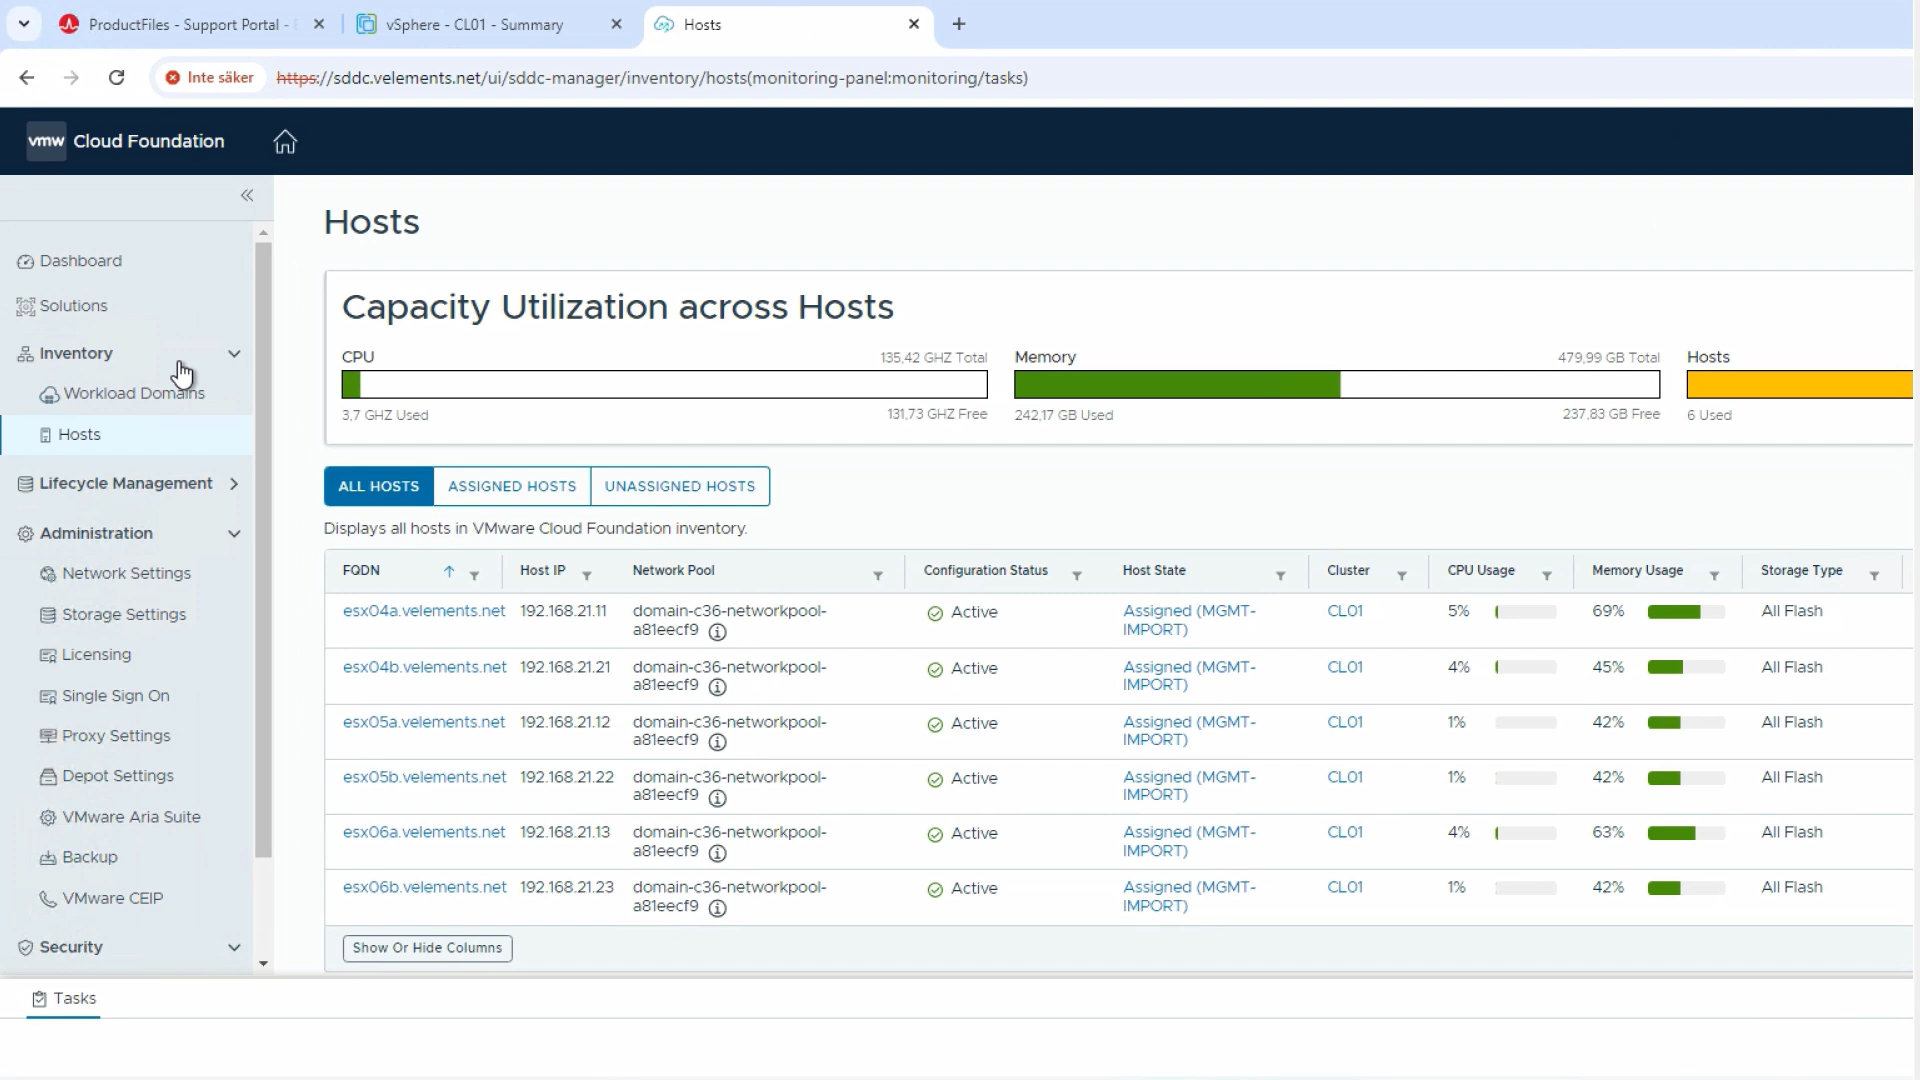 ProductFiles - Support Portal -
vSphere - CL01 - Summary
Hosts
Inte säker
https://sddc.velements.net/ui/sddc-manager/inventory/hosts(monitoring-panel:monitoring/tasks)
vmw Cloud Foundation
Dashboard
Solutions
Inventory
Workload Domains
Hosts
Lifecycle Management
Administration
Network Settings
Storage Settings
Licensing
Single Sign On
Proxy Settings
Depot Settings
VMware Aria Suite
Backup
VMware CEIP
Security
Hosts
Capacity Utilization across Hosts
CPU 135,42 GHZ Total
3,7 GHZ Used 131,73 GHZ Free
Memory 479,99 GB Total
242,17 GB Used 237,83 GB Free
Hosts
6 Used
ALL HOSTS ASSIGNED HOSTS UNASSIGNED HOSTS
Displays all hosts in VMware Cloud Foundation inventory.
FQDN Host IP Network Pool Configuration Status Host State Cluster CPU Usage Memory Usage Storage Type
esx04a.velements.net 192.168.21.11 domain-c36-networkpool- Active Assigned (MGMT- CL01 5% 69% All Flash
a81eecf9 IMPORT)
esx04b.velements.net 192.168.21.21 domain-c36-networkpool- Active Assigned (MGMT- CL01 4% 45% All Flash
a81eecf9 IMPORT)
esx05a.velements.net 192.168.21.12 domain-c36-networkpool- Active Assigned (MGMT- CL01 1% 42% All Flash
a81eecf9 IMPORT)
esx05b.velements.net 192.168.21.22 domain-c36-networkpool- Active Assigned (MGMT- CL01 1% 42% All Flash
a81eecf9 IMPORT)
esx06a.velements.net 192.168.21.13 domain-c36-networkpool- Active Assigned (MGMT- CL01 4% 63% All Flash
a81eecf9 IMPORT)
esx06b.velements.net 192.168.21.23 domain-c36-networkpool- Active Assigned (MGMT- CL01 1% 42% All Flash
a81eecf9 IMPORT)
Show Or Hide Columns
Tasks